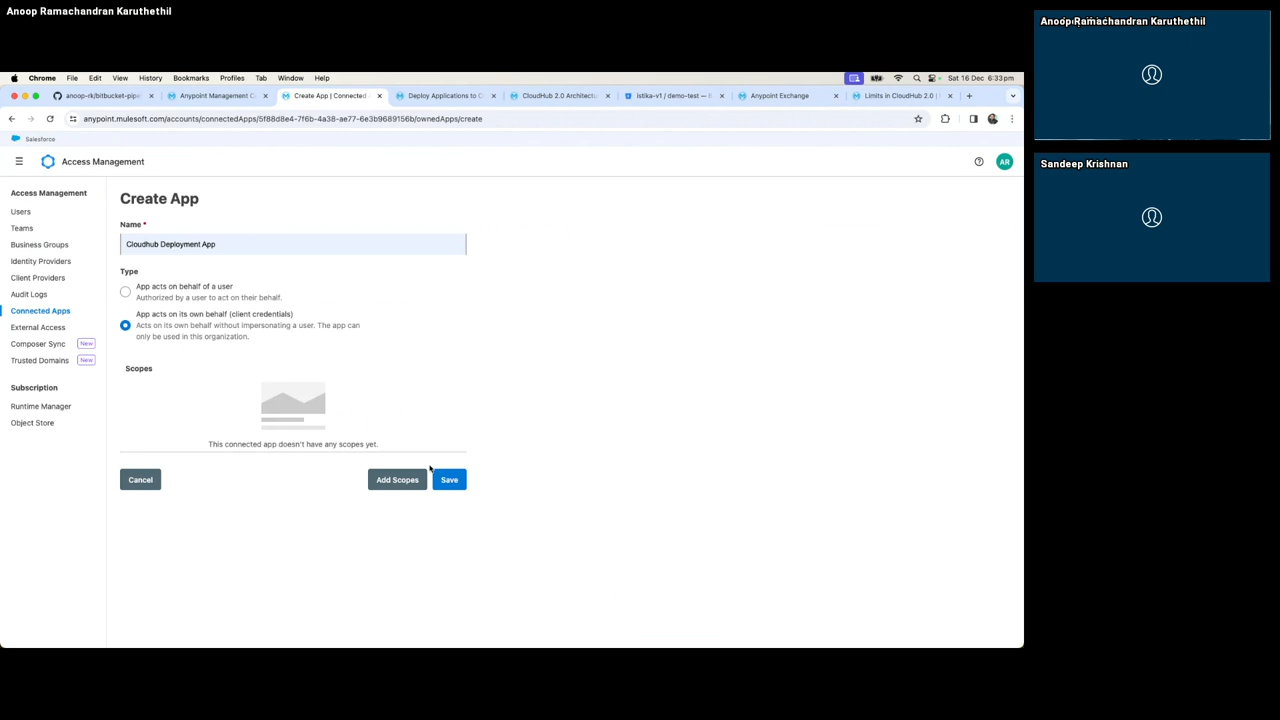 Anoop Ramachandran Karuthethil
Chrome File Edit View History Bookmarks Profiles Tab Window Help
Sat 16 Dec 6:33pm
anoop-rk/bitbucket-pipe
Anypoint Management C
Create App | Connected
Deploy Applications to C
CloudHub 2.0 Architectu
istika-v1 / demo-test — B
Anypoint Exchange
Limits in CloudHub 2.0 |
anypoint.mulesoft.com/accounts/connectedApps/5f88d8e4-7f6b-4a38-ae77-6e3b9689156b/ownedApps/create
Salesforce
Access Management
AR
Access Management
Users
Teams
Business Groups
Identity Providers
Client Providers
Audit Logs
Connected Apps
External Access
Composer Sync New
Trusted Domains New
Subscription
Runtime Manager
Object Store
Create App
Name *
Cloudhub Deployment App
Type
App acts on behalf of a user
Authorized by a user to act on their behalf.
App acts on its own behalf (client credentials)
Acts on its own behalf without impersonating a user. The app can
only be used in this organization.
Scopes
This connected app doesn't have any scopes yet.
Cancel Add Scopes Save
Anoop Ramachandran Karuthethil
Sandeep Krishnan